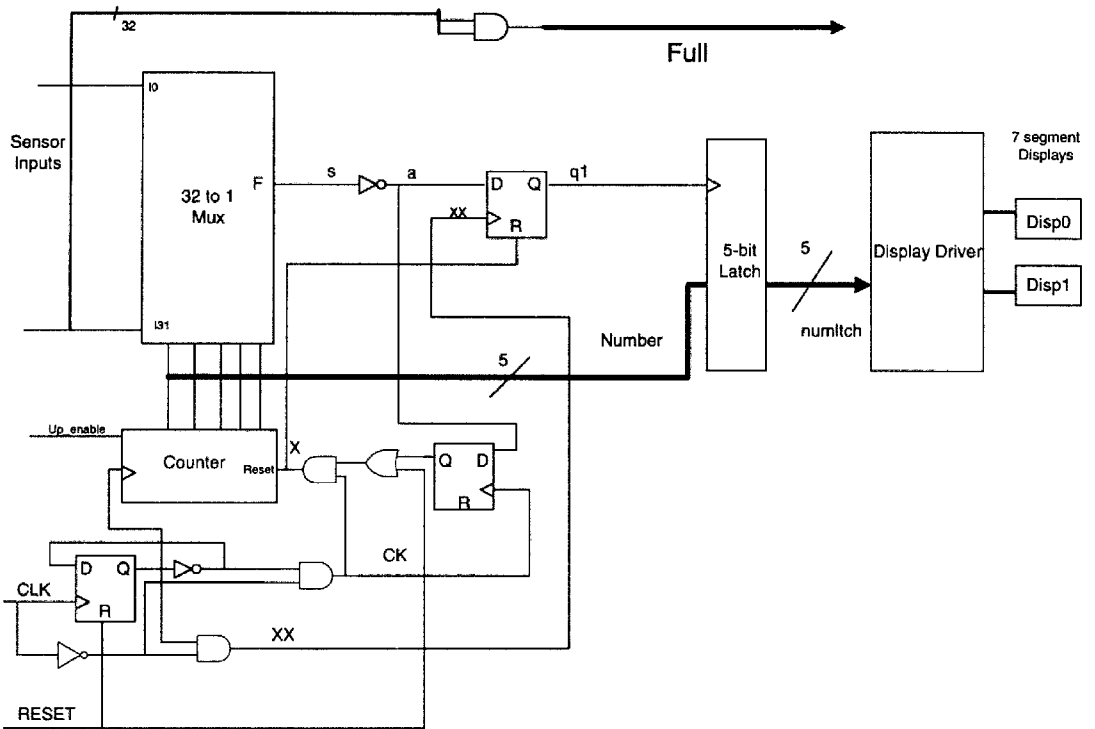 32
Full
I0
Sensor
Inputs
7 segment
Displays
F
s
a
D Q
q1
32 to 1
Mux
xx
R
5-bit
Latch
5
Display Driver
Disp0
Disp1
I31
Number
numltch
5
Up_enable
Counter
Reset
X
Q D
R
CK
D Q
CLK
R
XX
RESET